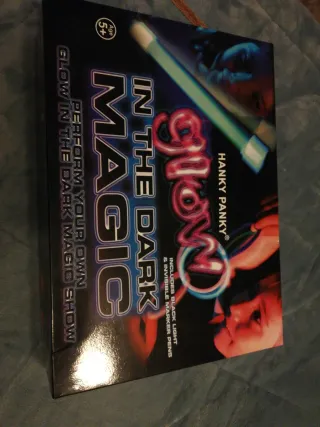 HANKY PANKY®
glow
IN THE DARK
MAGIC
INCLUDES BLACK LIGHT
& INVISIBLE MARKER PENS
PERFORM YOUR OWN
GLOW IN THE DARK MAGIC SHOW
AGE
5+